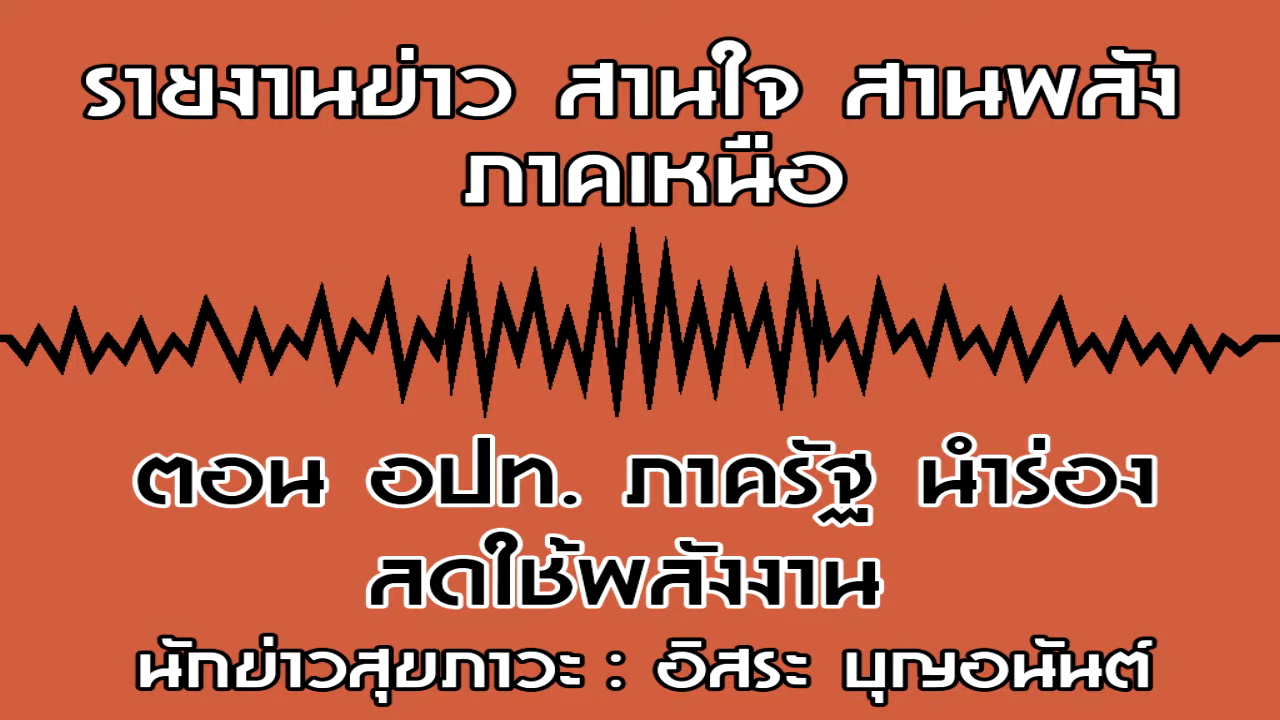 รายงานข่าว สานใจ สานพลัง
ภาคเหนือ
ตอน อปท. ภาครัฐ นำร่อง
ลดใช้พลังงาน
นักข่าวสุขภาวะ : อิสระ บุญอนันต์